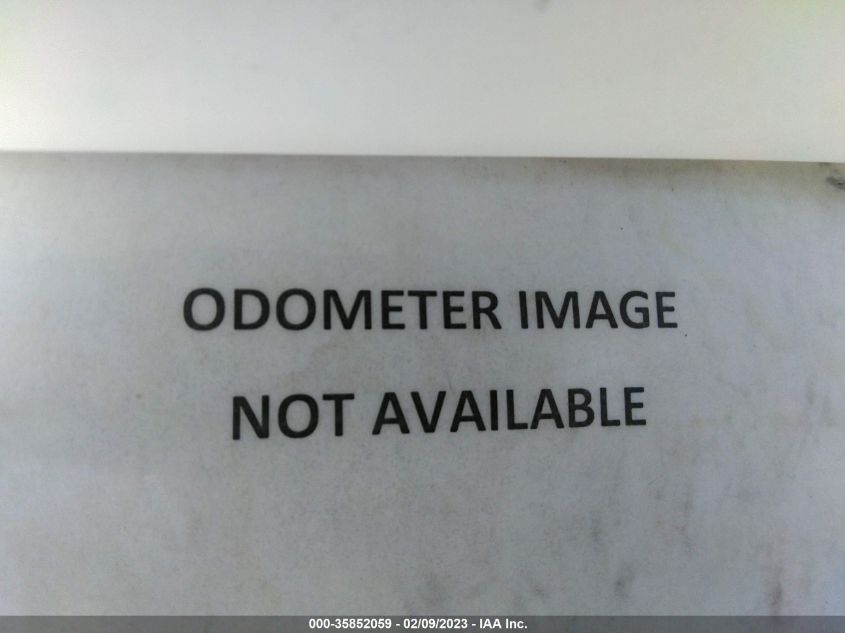 ODOMETER IMAGE
NOT AVAILABLE
000-35852059 - 02/09/2023 - IAA Inc.